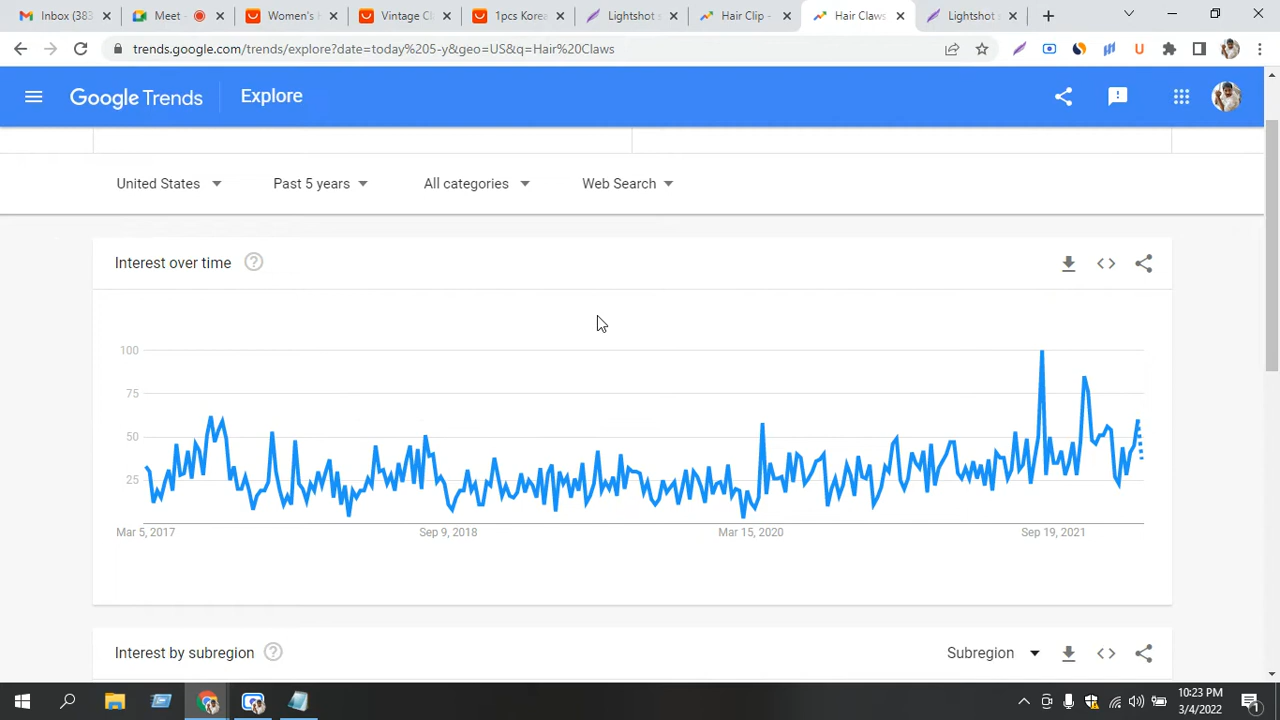 Inbox (383
Meet -
Women's h
Vintage Cl
1pcs Korea
Lightshot s
Hair Clip -
Hair Claws
Lightshot s
trends.google.com/trends/explore?date=today%205-y&geo=US&q=Hair%20Claws
Google Trends
Explore
United States
Past 5 years
All categories
Web Search
Interest over time
100
75
50
25
Mar 5, 2017
Sep 9, 2018
Mar 15, 2020
Sep 19, 2021
Interest by subregion
Subregion
10:23 PM
3/4/2022
1